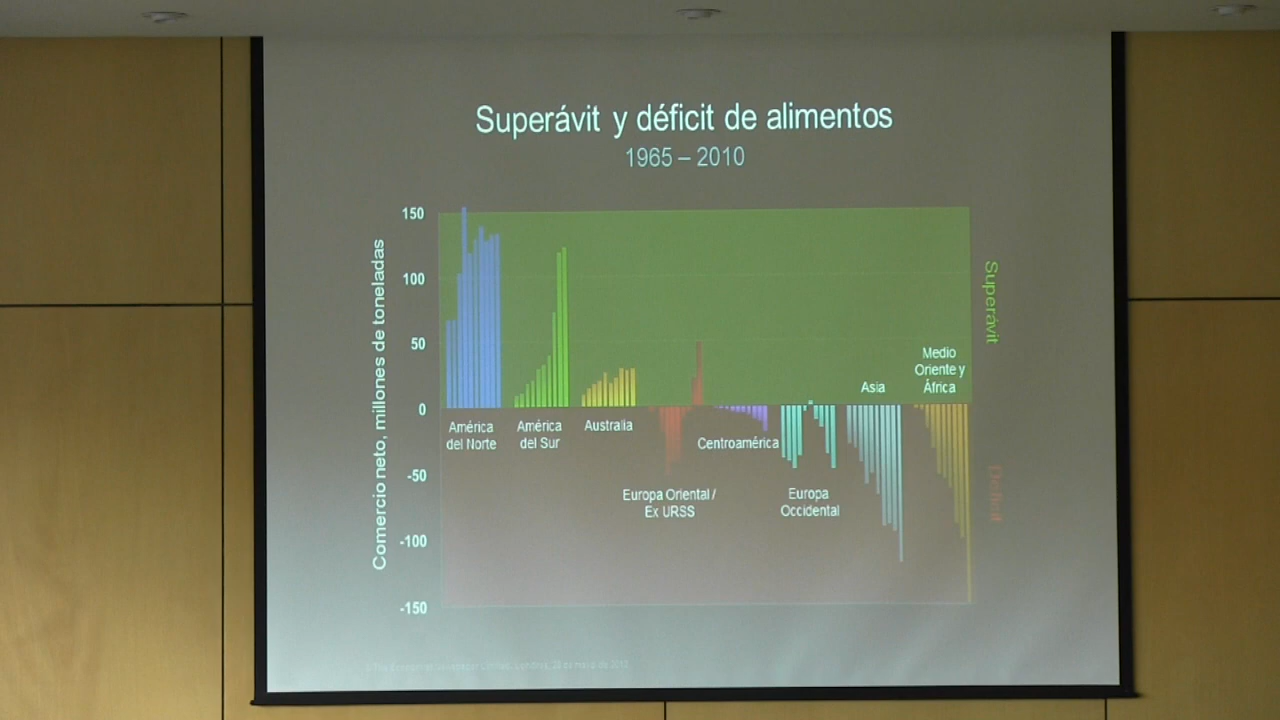 Superávit y déficit de alimentos
1965 – 2010
Comercio neto, millones de toneladas
150
100
50
0
-50
-100
-150
América
del Norte
América
del Sur
Australia
Europa Oriental /
Ex URSS
Centroamérica
Europa
Occidental
Asia
Medio
Oriente y
África
Superávit
Déficit